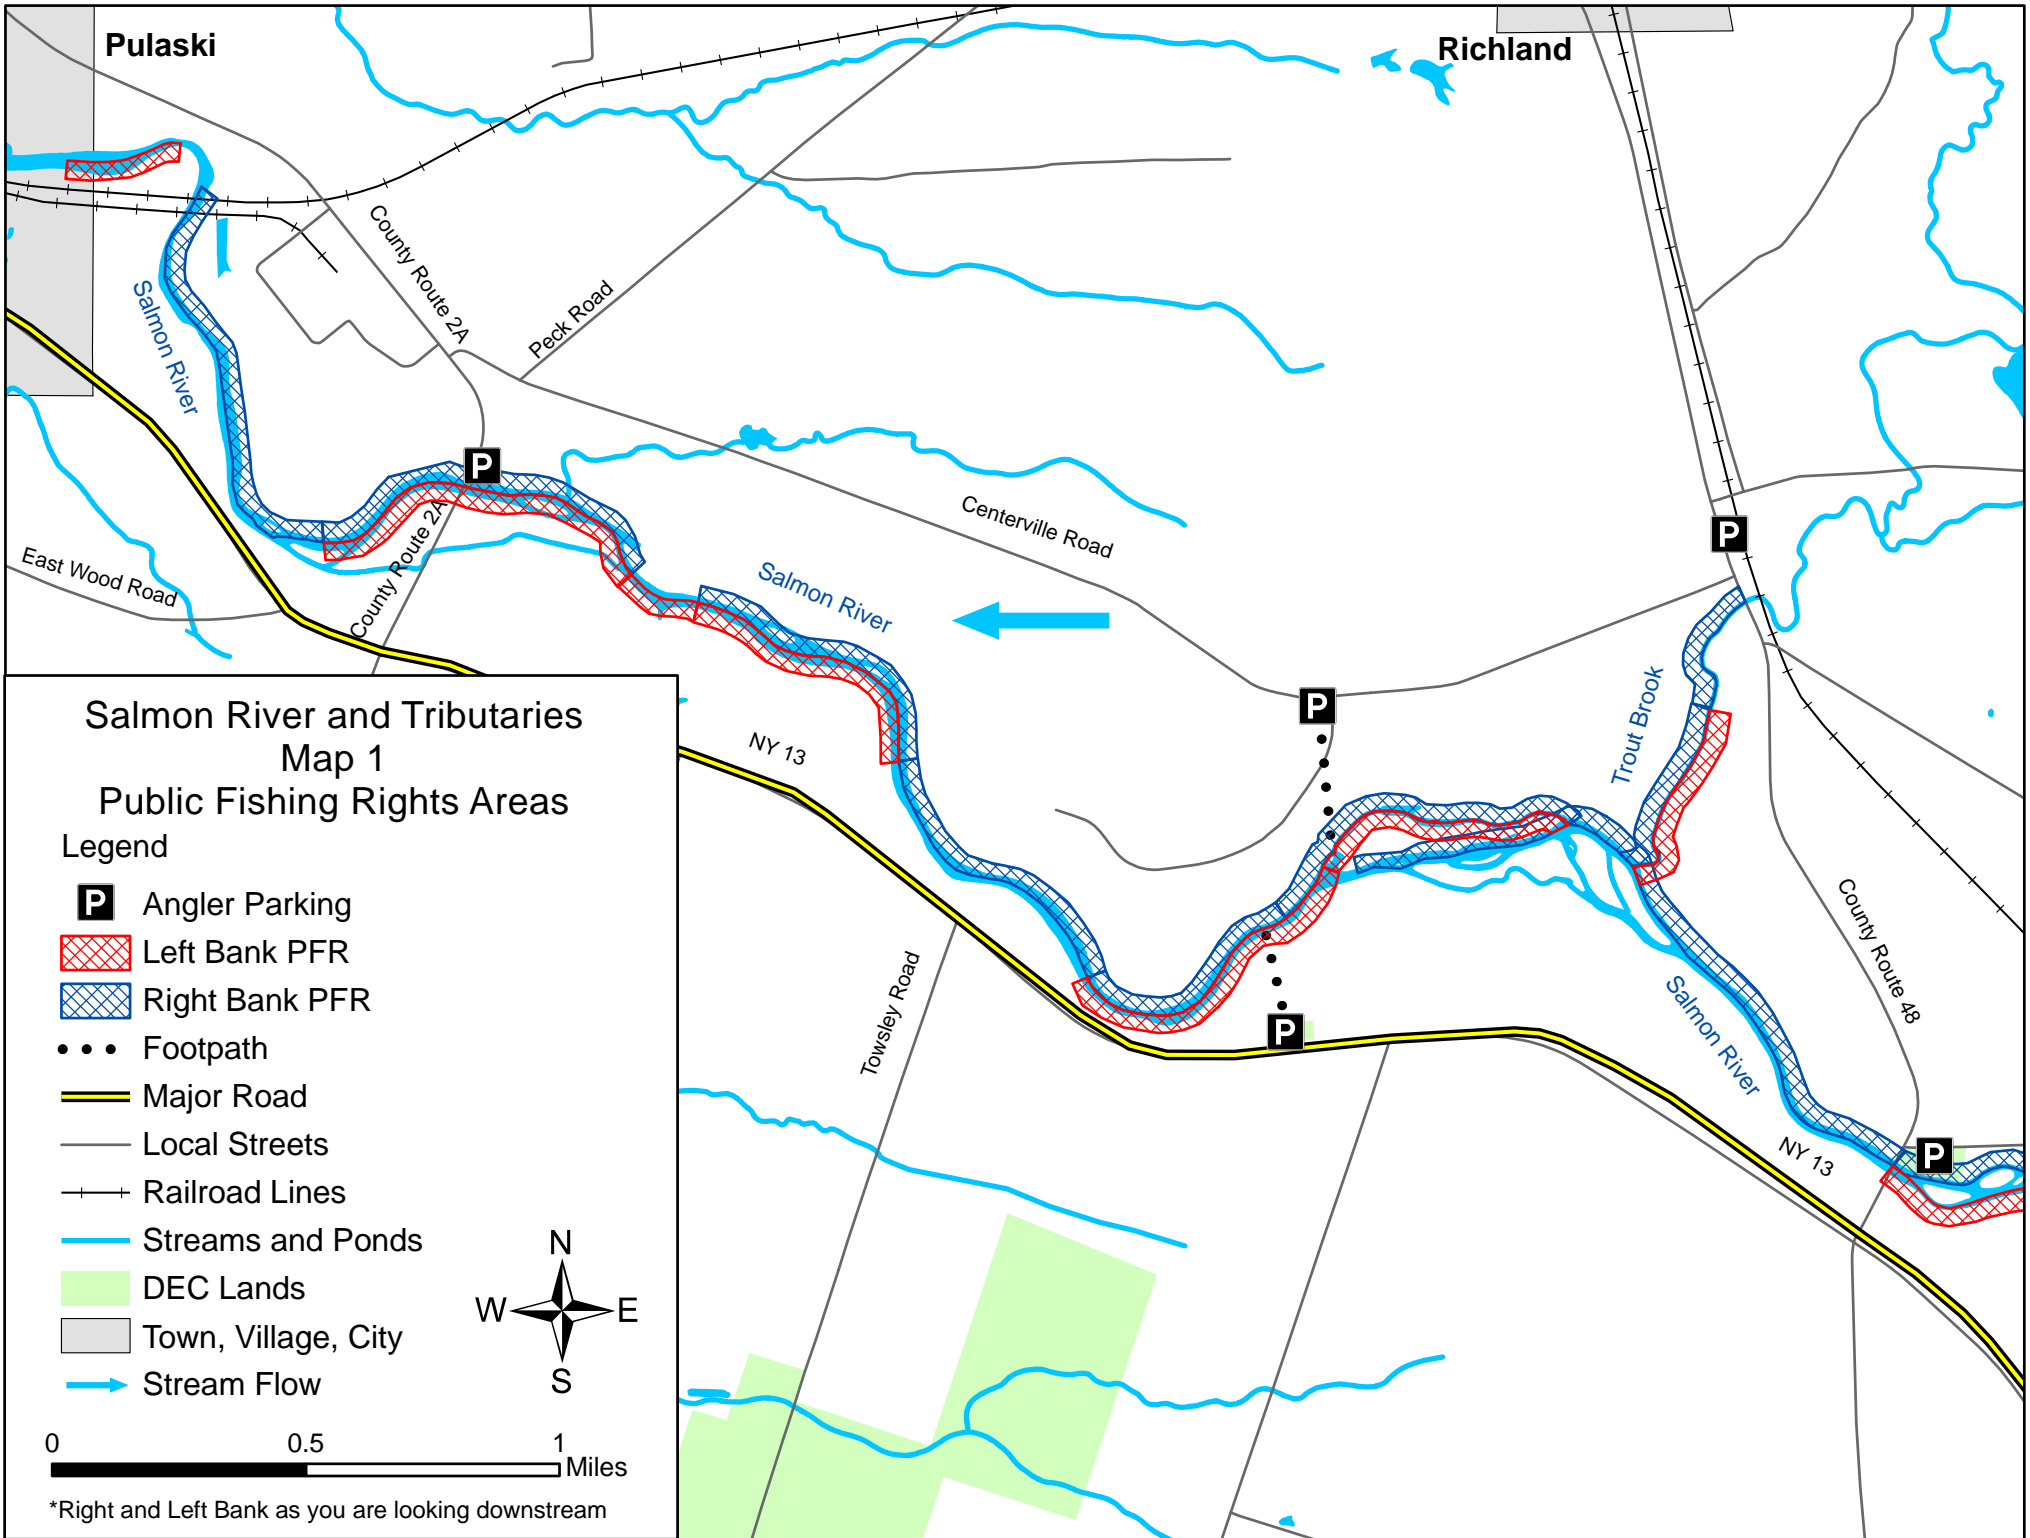 Pulaski
Richland
County Route 2A
Peck Road
Salmon River
Centerville Road
East Wood Road
County Route 2A
Salmon River
Trout Brook
NY 13
County Route 48
Towsley Road
Salmon River
NY 13
P
P
P
P
P
Salmon River and Tributaries
Map 1
Public Fishing Rights Areas
Legend
P Angler Parking
Left Bank PFR
Right Bank PFR
Footpath
Major Road
Local Streets
Railroad Lines
Streams and Ponds
DEC Lands
Town, Village, City
Stream Flow
N
W E
S
0 0.5 1
Miles
*Right and Left Bank as you are looking downstream